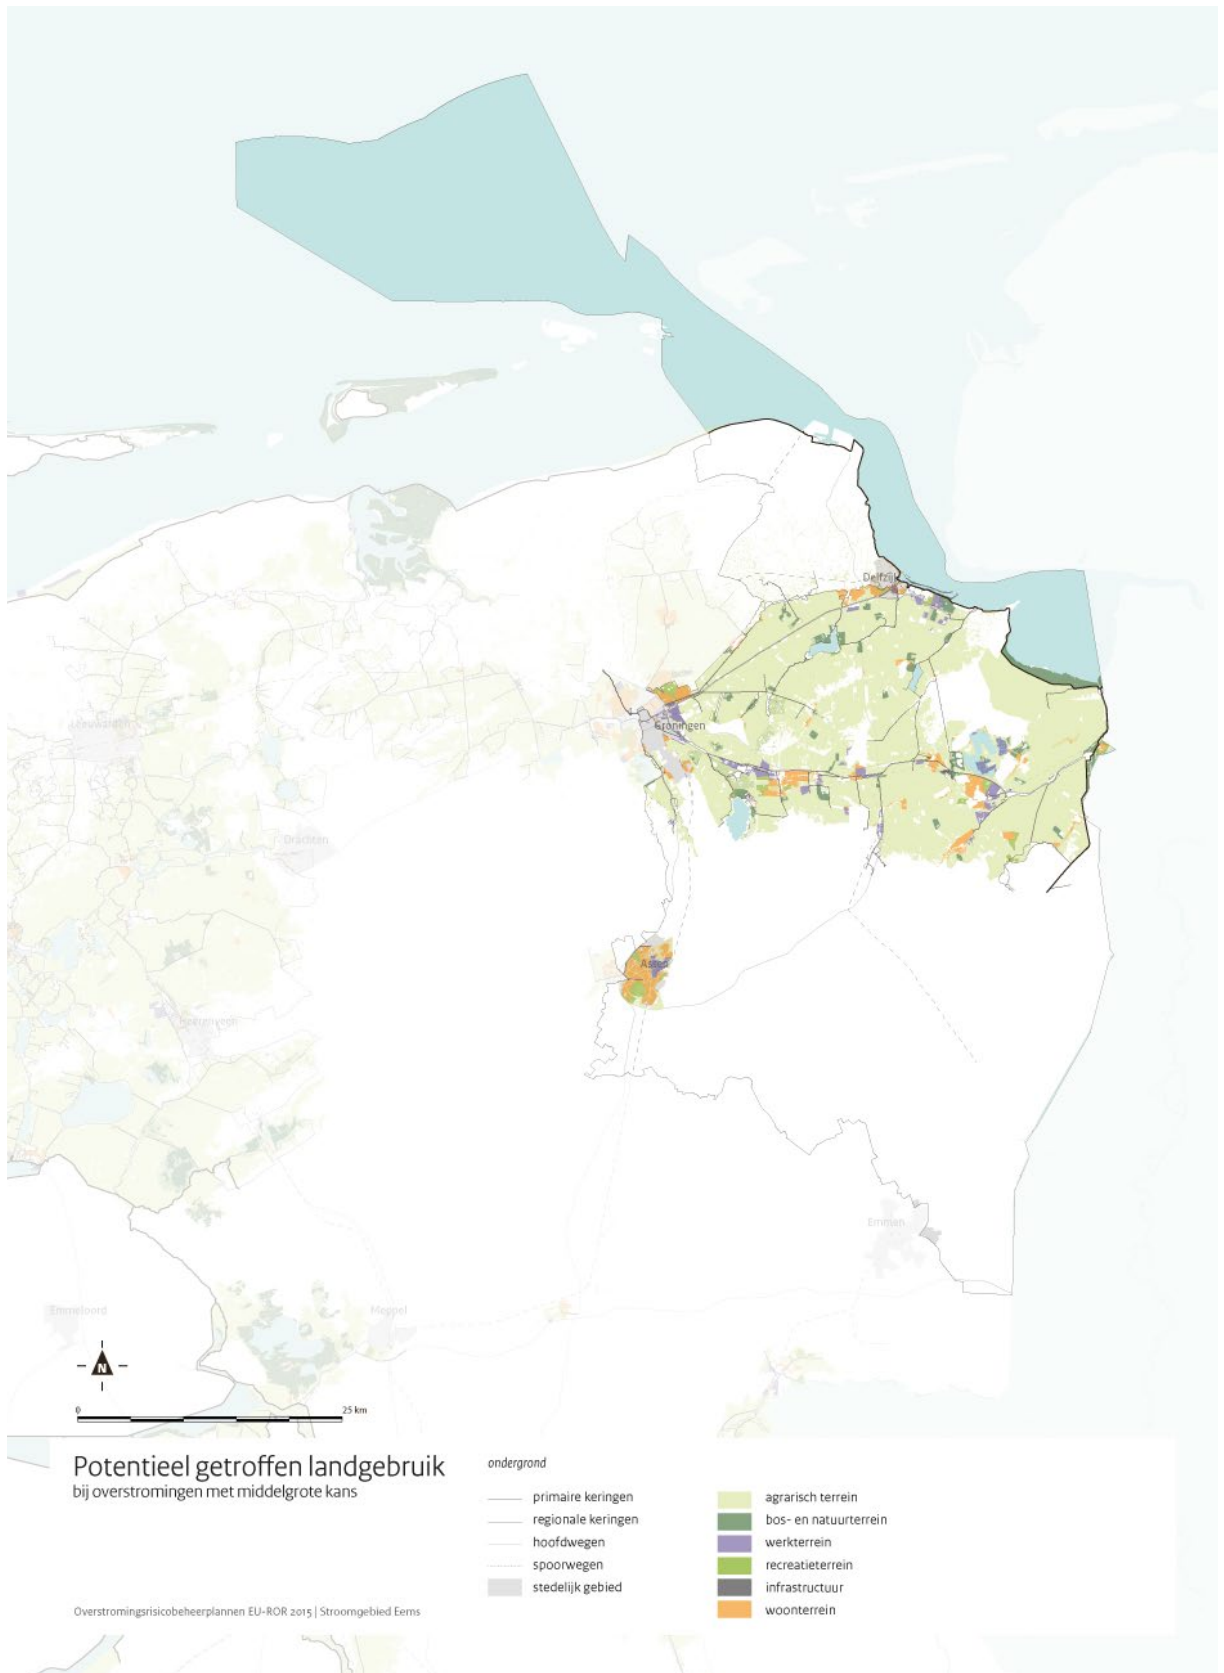 Delfzijl
Groningen
Leeuwarden
Drachten
Assen
Heerenveen
Emmen
Emmeloord
Meppel
N
0
25 km
Potentieel getroffen landgebruik
bij overstromingen met middelgrote kans
ondergrond
primaire keringen
regionale keringen
hoofdwegen
spoorwegen
stedelijk gebied
agrarisch terrein
bos- en natuurterrein
werkterrein
recreatieterrein
infrastructuur
woonterrein
Overstromingsrisicobeheerplannen EU-ROR 2015 | Stroomgebied Eems